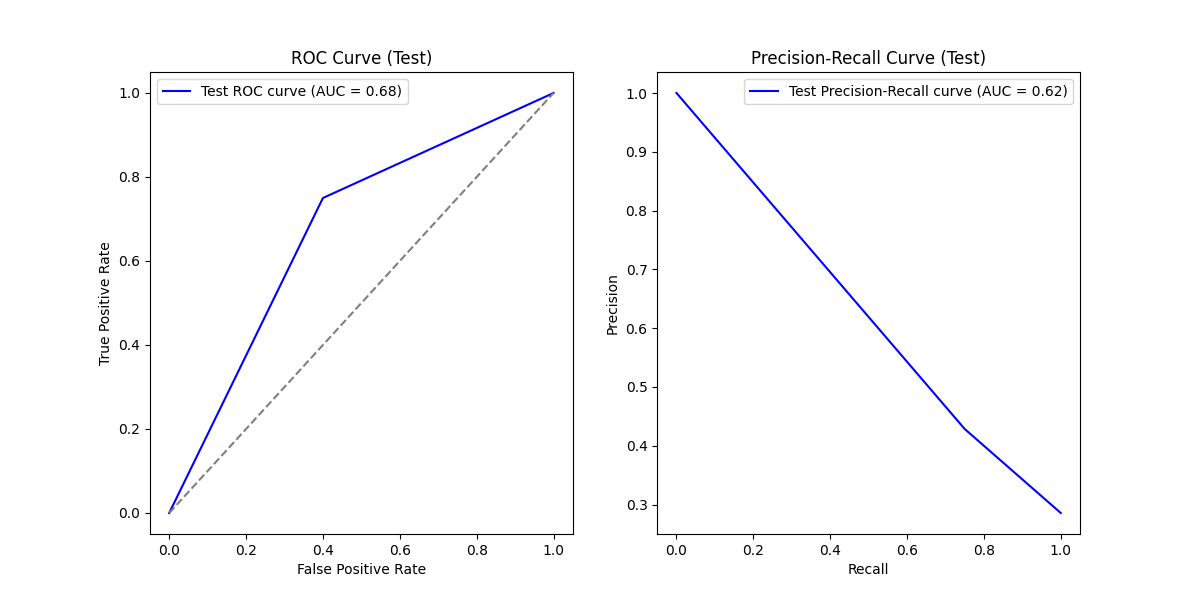 ROC Curve (Test)
Test ROC curve (AUC = 0.68)
True Positive Rate
1.0
0.8
0.6
0.4
0.2
0.0
0.0 0.2 0.4 0.6 0.8 1.0
False Positive Rate
Precision-Recall Curve (Test)
Test Precision-Recall curve (AUC = 0.62)
Precision
1.0
0.9
0.8
0.7
0.6
0.5
0.4
0.3
0.0 0.2 0.4 0.6 0.8 1.0
Recall